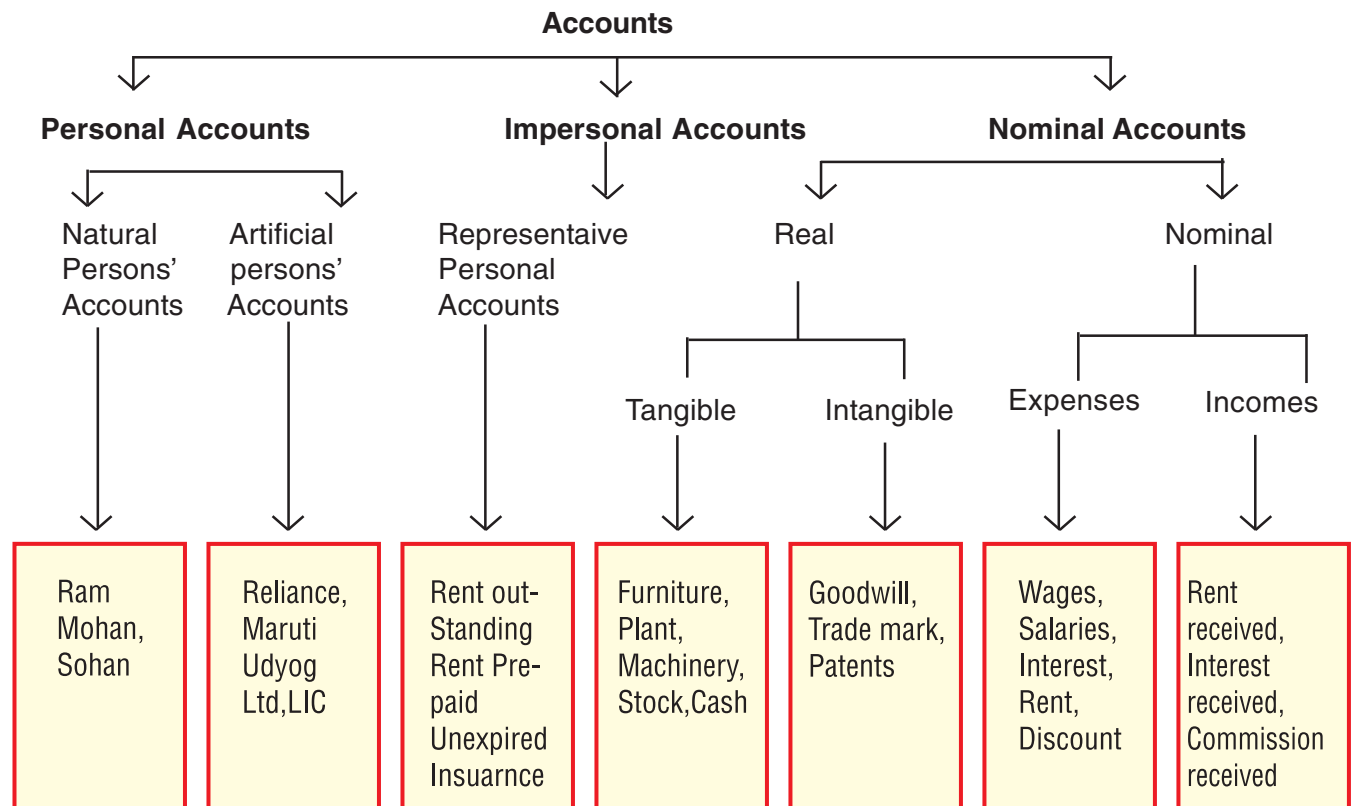 Accounts
Personal Accounts
Impersonal Accounts
Nominal Accounts
Natural
Persons’
Accounts
Artificial
persons’
Accounts
Representaive
Personal
Accounts
Real
Nominal
Tangible
Intangible
Expenses
Incomes
Ram
Mohan,
Sohan
Reliance,
Maruti
Udyog
Ltd,LIC
Rent out-
Standing
Rent Pre-
paid
Unexpired
Insuarnce
Furniture,
Plant,
Machinery,
Stock,Cash
Goodwill,
Trade mark,
Patents
Wages,
Salaries,
Interest,
Rent,
Discount
Rent
received,
Interest
received,
Commission
received